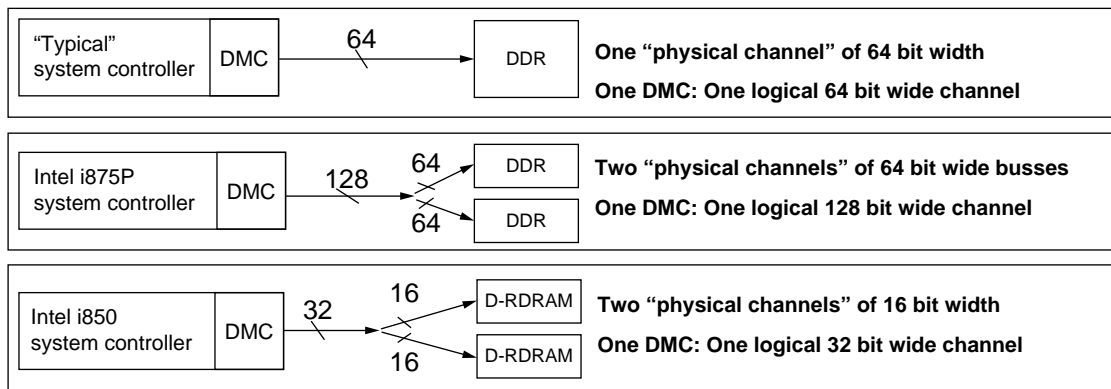 “Typical”
system controller
DMC
64
DDR
One “physical channel” of 64 bit width
One DMC: One logical 64 bit wide channel
Intel i875P
system controller
DMC
128
64
64
DDR
DDR
Two “physical channels” of 64 bit wide busses
One DMC: One logical 128 bit wide channel
Intel i850
system controller
DMC
32
16
16
D-RDRAM
D-RDRAM
Two “physical channels” of 16 bit width
One DMC: One logical 32 bit wide channel